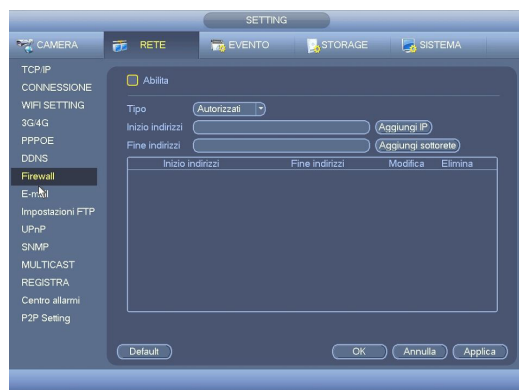 SETTING
CAMERA RETE EVENTO STORAGE SISTEMA
TCP/IP
CONNESSIONE
WIFI SETTING
3G/4G
PPPOE
DDNS
Firewall
E-mail
Impostazioni FTP
UPnP
SNMP
MULTICAST
REGISTRA
Centro allarmi
P2P Setting
Abilita
Tipo Autorizzati
Inizio indirizzi Aggiungi IP
Fine indirizzi Aggiungi sottorete
Inizio indirizzi Fine indirizzi Modifica Elimina
Default OK Annulla Applica